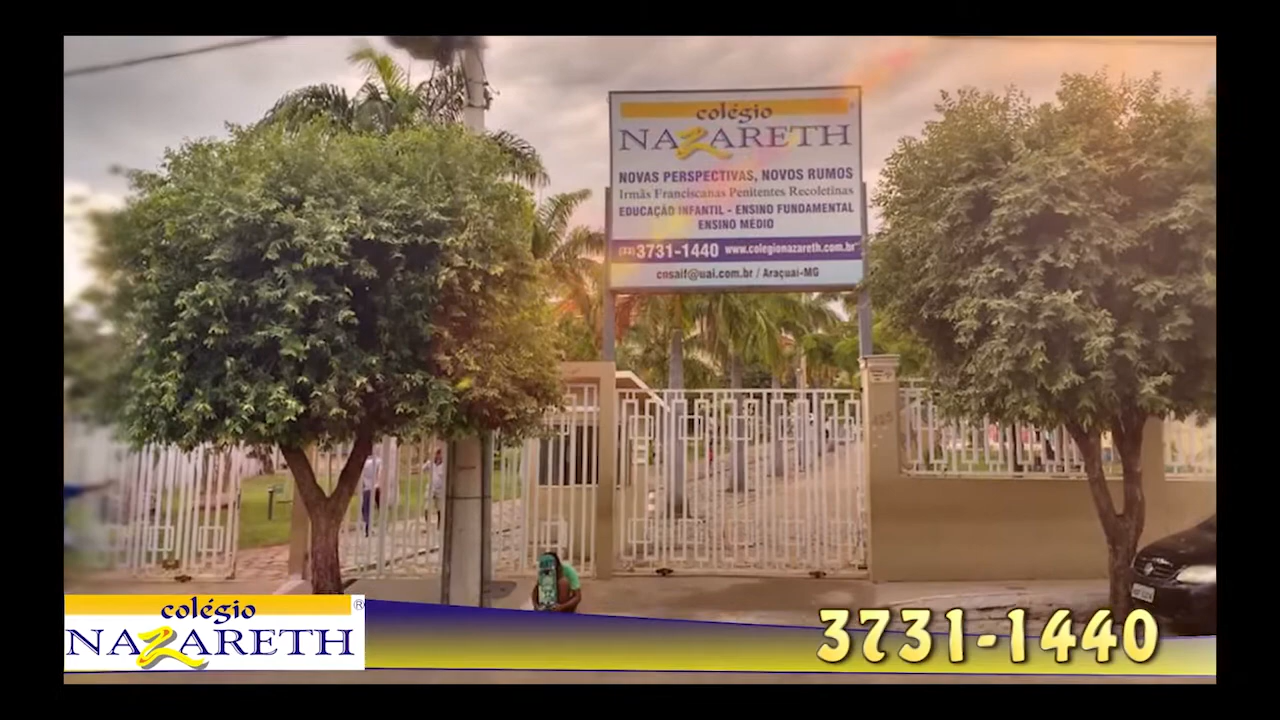 colégio
NAZARETH
NOVAS PERSPECTIVAS, NOVOS RUMOS
Irmãs Franciscanas Penitentes Recoletinas
EDUCAÇÃO INFANTIL - ENSINO FUNDAMENTAL
ENSINO MÉDIO
(33) 3731-1440 www.colegionazareth.com.br
cnsaif@uai.com.br / Araçuaí-MG
colégio ®
NAZARETH
3731-1440